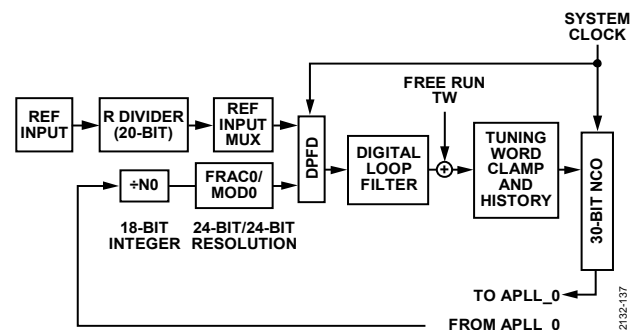 SYSTEM
CLOCK
FREE RUN
TW
REF
INPUT
R DIVIDER
(20-BIT)
REF
INPUT
MUX
DPFD
DIGITAL
LOOP
FILTER
+
TUNING
WORD
CLAMP
AND
HISTORY
30-BIT NCO
÷N0
FRAC0/
MOD0
18-BIT
INTEGER
24-BIT/24-BIT
RESOLUTION
TO APLL_0
FROM APLL_0
2132-137